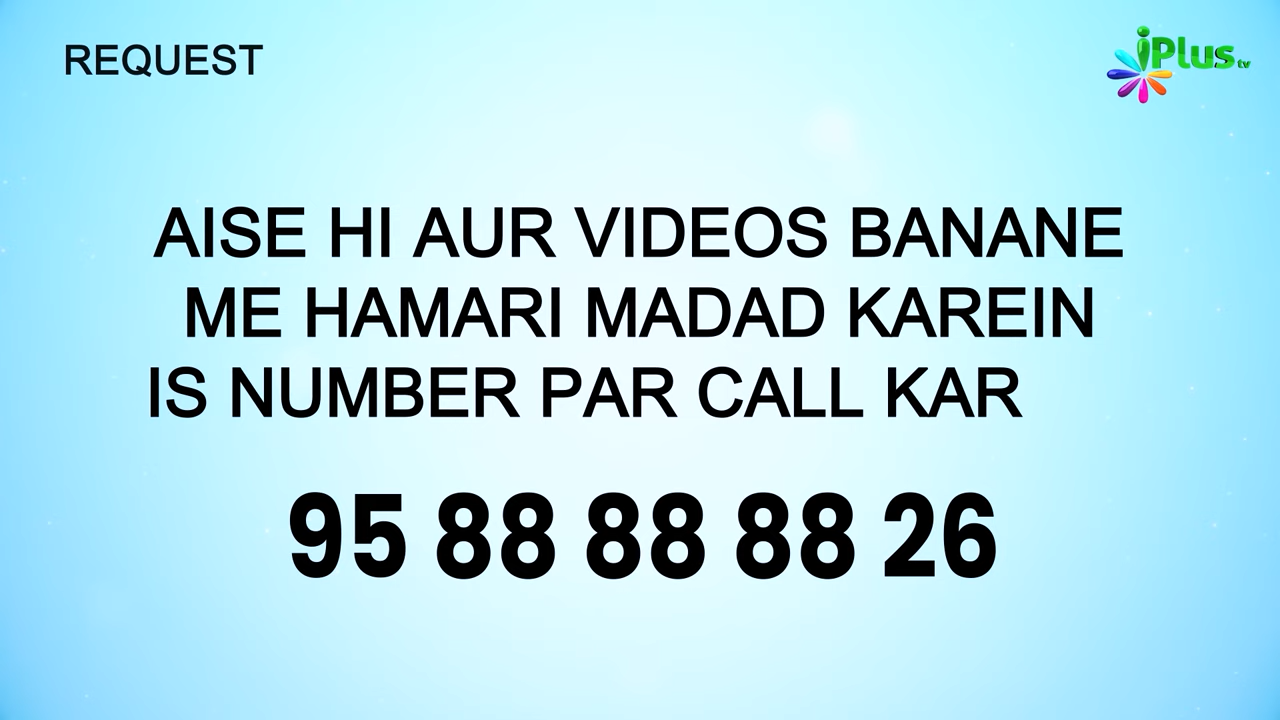 REQUEST
iPlus tv
AISE HI AUR VIDEOS BANANE
ME HAMARI MADAD KAREIN
IS NUMBER PAR CALL KAR
95 88 88 88 26